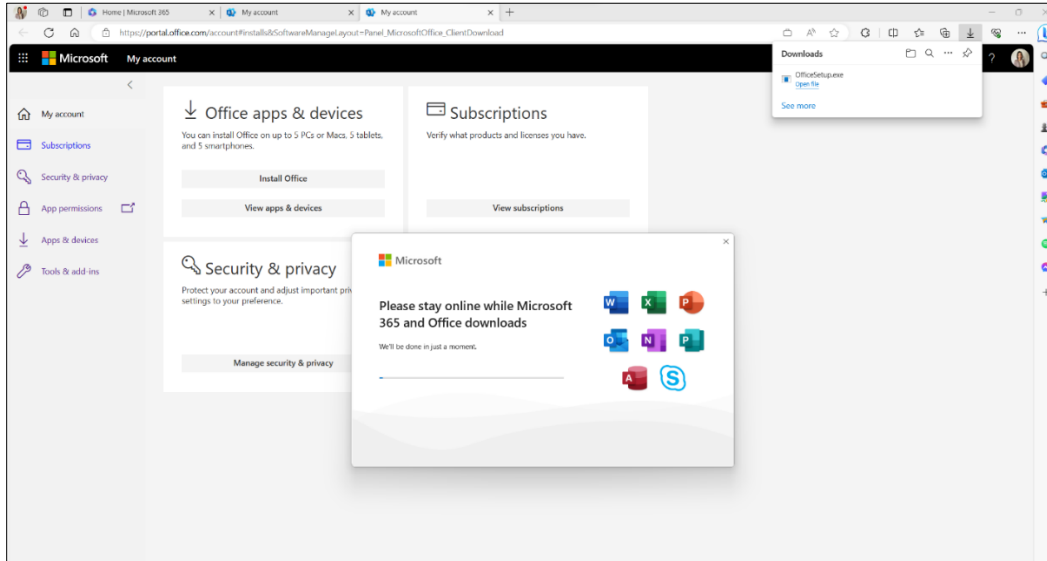 Home | Microsoft 365
My account
My account
https://portal.office.com/account#installs&SoftwareManageLayout=Panel_MicrosoftOffice_ClientDownload
Microsoft
My account
?
Downloads
OfficeSetup.exe
Open file
See more
My account
Subscriptions
Security & privacy
App permissions
Apps & devices
Tools & add-ins
Office apps & devices
You can install Office on up to 5 PCs or Macs, 5 tablets,
and 5 smartphones.
Install Office
View apps & devices
Subscriptions
Verify what products and licenses you have.
View subscriptions
Security & privacy
Protect your account and adjust important priv
settings to your preference.
Manage security & privacy
Microsoft
Please stay online while Microsoft
365 and Office downloads
We'll be done in just a moment.
W X P
O N P
A S